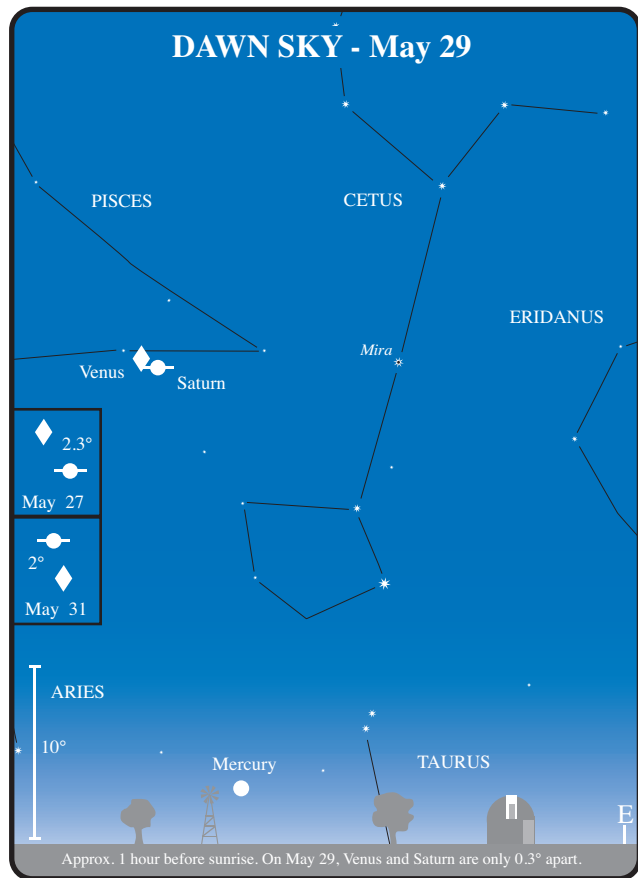 DAWN SKY - May 29
PISCES
CETUS
ERIDANUS
Mira
Venus
Saturn
2.3°
May 27
2°
May 31
ARIES
10°
Mercury
TAURUS
E
Approx. 1 hour before sunrise. On May 29, Venus and Saturn are only 0.3° apart.